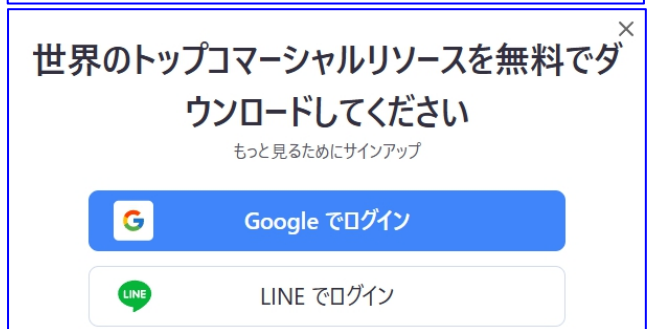 世界のトップコマーシャルリソースを無料でダ
ウンロードしてください
もっと見るためにサインアップ
G Google でログイン
LINE LINE でログイン